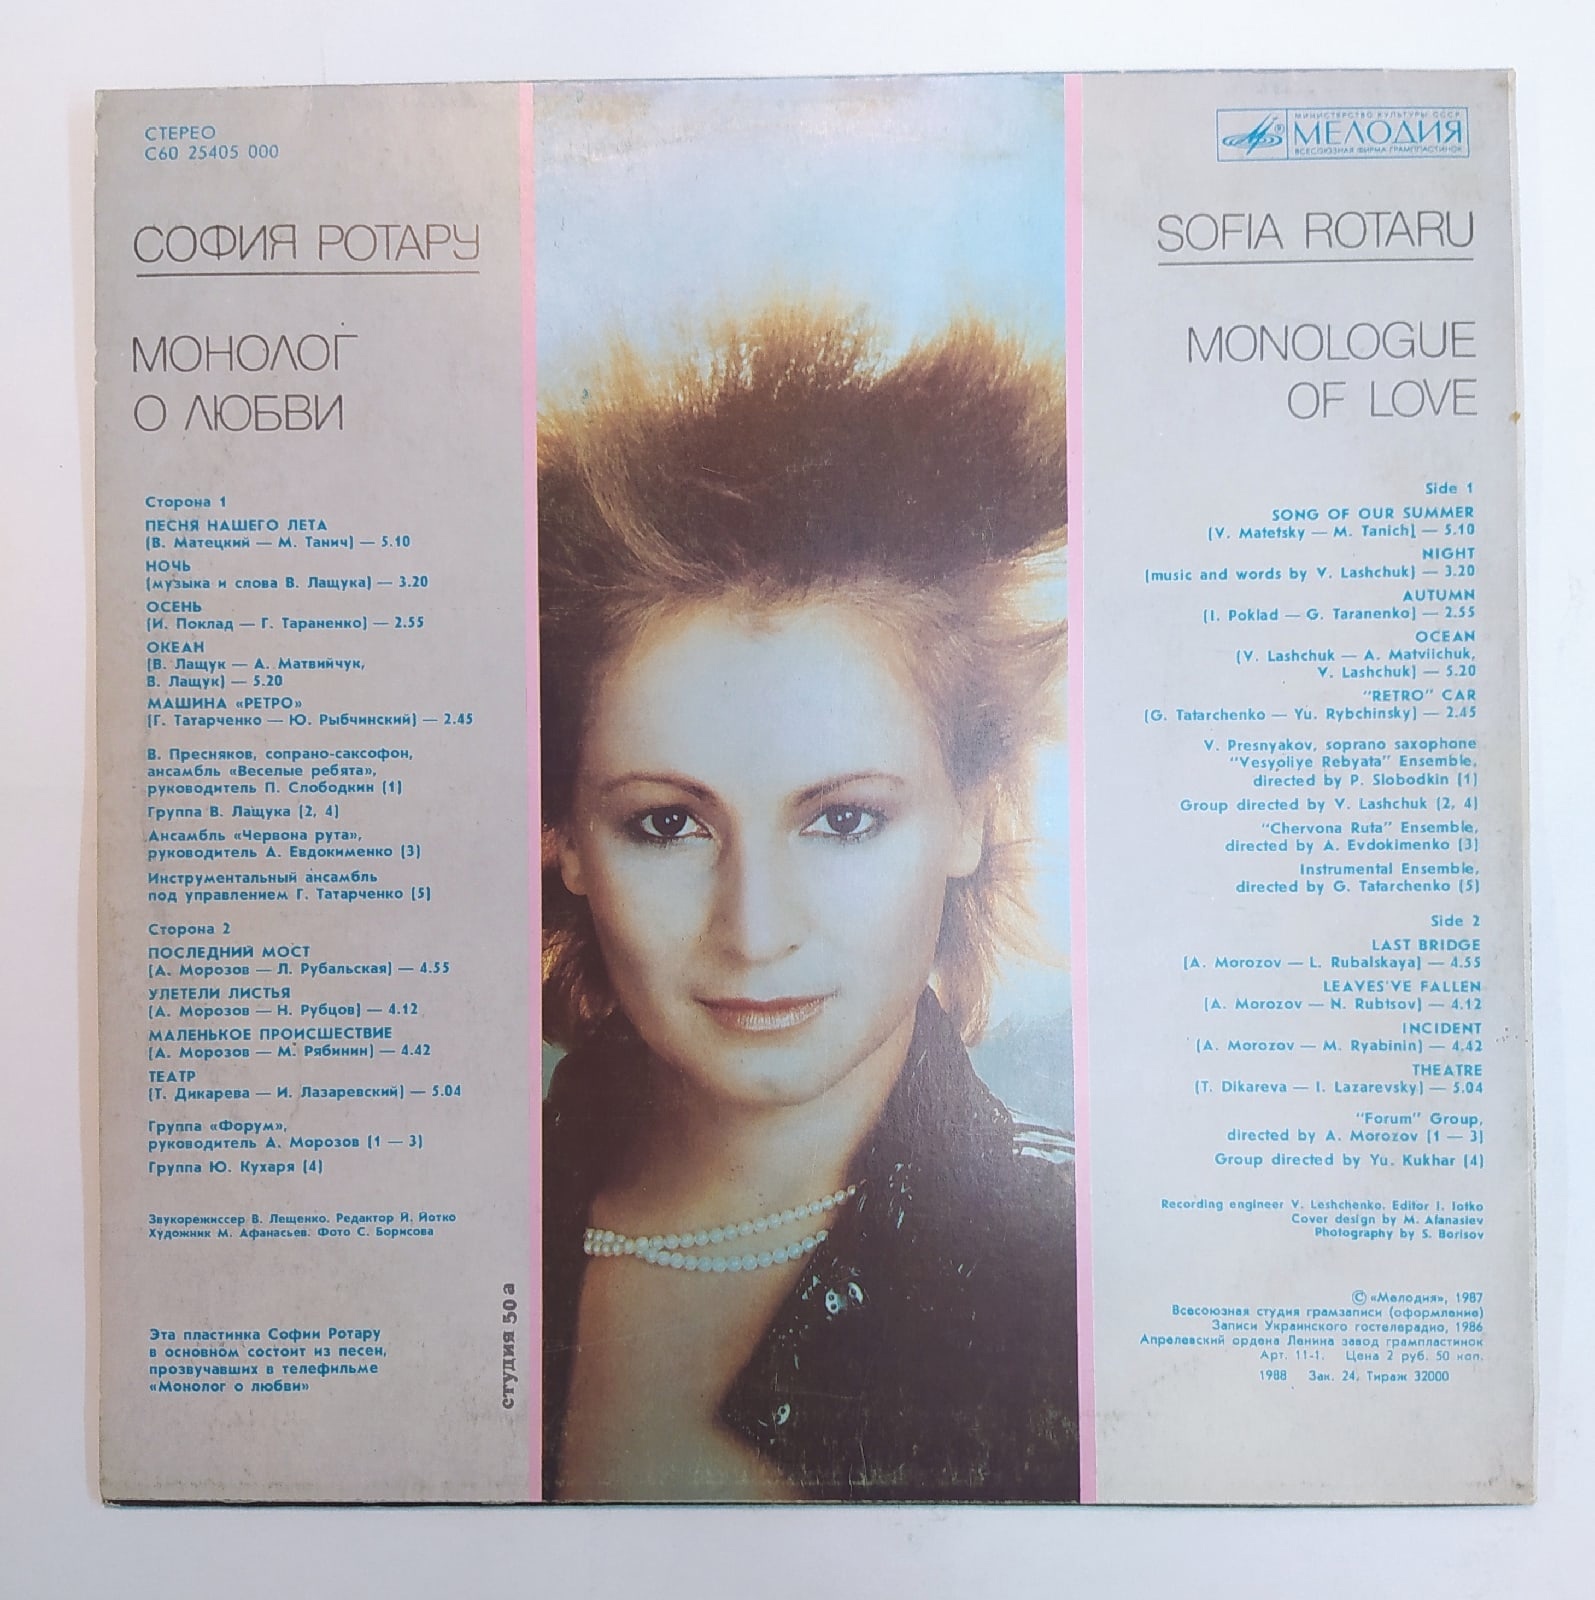 СТЕРЕО
С60 25405 000
СОФИЯ РОТАРУ
МОНОЛОГ
О ЛЮБВИ
Сторона 1
ПЕСНЯ НАШЕГО ЛЕТА
(В. Матецкий — М. Танич) — 5.10
НОЧЬ
(музыка и слова В. Лащука) — 3.20
ОСЕНЬ
(И. Поклад — Г. Тараненко) — 2.55
ОКЕАН
(В. Лащук — А. Матвийчук,
В. Лащук) — 5.20
МАШИНА «РЕТРО»
(Г. Татарченко — Ю. Рыбчинский) — 2.45
В. Пресняков, сопрано-саксофон,
ансамбль «Веселые ребята»,
руководитель П. Слободкин (1)
Группа В. Лащука (2, 4)
Ансамбль «Червона рута»,
руководитель А. Евдокименко (3)
Инструментальный ансамбль
под управлением Г. Татарченко (5)
Сторона 2
ПОСЛЕДНИЙ МОСТ
(А. Морозов — Л. Рубальская) — 4.55
УЛЕТЕЛИ ЛИСТЬЯ
(А. Морозов — Н. Рубцов) — 4.12
МАЛЕНЬКОЕ ПРОИСШЕСТВИЕ
(А. Морозов — М. Рябинин) — 4.42
ТЕАТР
(Т. Дикарева — И. Лазаревский) — 5.04
Группа «Форум»,
руководитель А. Морозов (1 — 3)
Группа Ю. Кухаря (4)
Звукорежиссер В. Лещенко. Редактор Й. Йотко
Художник М. Афанасьев. Фото С. Борисова
Эта пластинка Софии Ротару
в основном состоит из песен,
прозвучавших в телефильме
«Монолог о любви»
студия 50 а
МИНИСТЕРСТВО КУЛЬТУРЫ СССР
МЕЛОДИЯ
ВСЕСОЮЗНАЯ ФИРМА ГРАМПЛАСТИНОК
SOFIA ROTARU
MONOLOGUE
OF LOVE
Side 1
SONG OF OUR SUMMER
(V. Matetsky — M. Tanich) — 5.10
NIGHT
(music and words by V. Lashchuk) — 3.20
AUTUMN
(I. Poklad — G. Taranenko) — 2.55
OCEAN
(V. Lashchuk — A. Matviichuk,
V. Lashchuk) — 5.20
"RETRO" CAR
(G. Tatarchenko — Yu. Rybchinsky) — 2.45
V. Presnyakov, soprano saxophone
"Vesyoliye Rebyata" Ensemble,
directed by P. Slobodkin (1)
Group directed by V. Lashchuk (2, 4)
"Chervona Ruta" Ensemble,
directed by A. Evdokimenko (3)
Instrumental Ensemble,
directed by G. Tatarchenko (5)
Side 2
LAST BRIDGE
(A. Morozov — L. Rubalskaya) — 4.55
LEAVES'VE FALLEN
(A. Morozov — N. Rubtsov) — 4.12
INCIDENT
(A. Morozov — M. Ryabinin) — 4.42
THEATRE
(T. Dikareva — I. Lazarevsky) — 5.04
"Forum" Group,
directed by A. Morozov (1 — 3)
Group directed by Yu. Kukhar (4)
Recording engineer V. Leshchenko. Editor I. Iotko
Cover design by M. Afanasiev
Photography by S. Borisov
© «Мелодия», 1987
Всесоюзная студия грамзаписи (оформление)
Записи Украинского гостелерадио, 1986
Апрелевский ордена Ленина завод грампластинок
Арт. 11-1. Цена 2 руб. 50 коп.
1988 Зак. 24, Тираж 32000